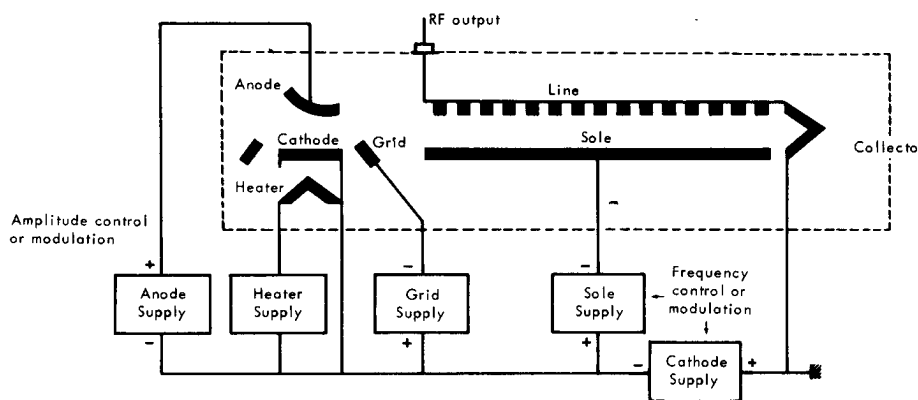 RF output
Anode
Line
Cathode
Grid
Sole
Collecto
Heater
Amplitude control
or modulation
Frequency
control or
modulation
+
-
-
-
Anode
Supply
Heater
Supply
Grid
Supply
Sole
Supply
-
+
+
-
+
Cathode
Supply